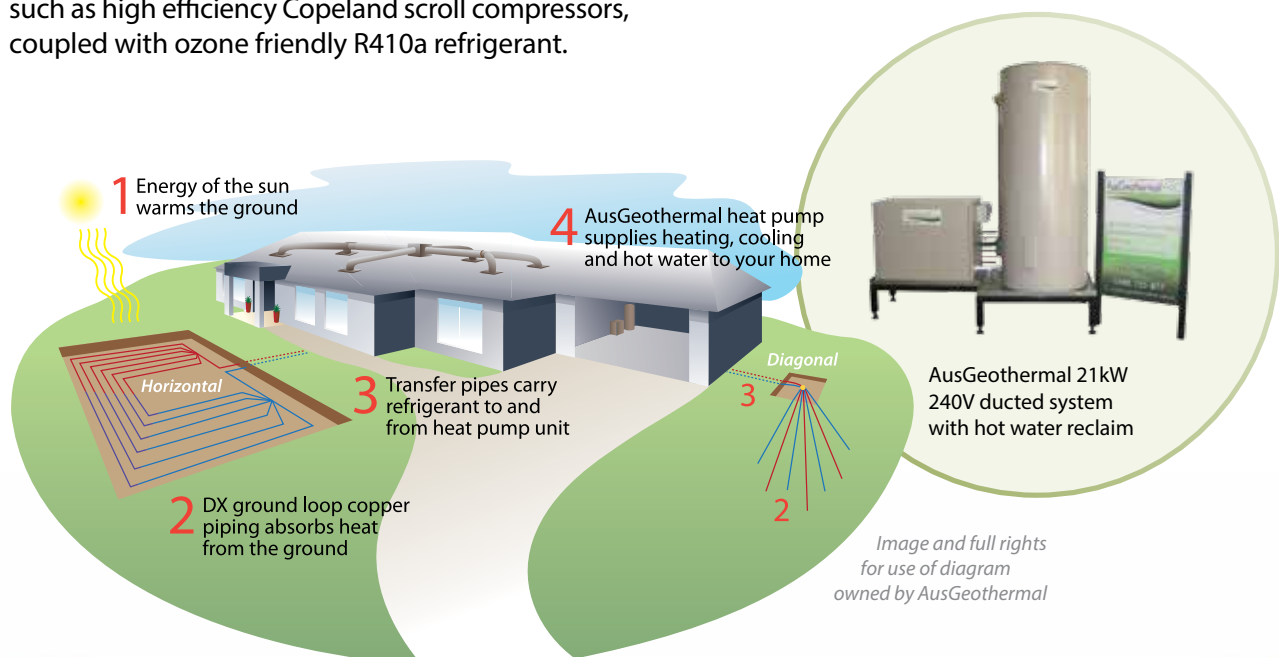 such as high efficiency Copeland scroll compressors,
coupled with ozone friendly R410a refrigerant.
1 Energy of the sun
warms the ground
4 AusGeothermal heat pump
supplies heating, cooling
and hot water to your home
Horizontal
3 Transfer pipes carry
refrigerant to and
from heat pump unit
Diagonal
3
2
2 DX ground loop copper
piping absorbs heat
from the ground
AusGeothermal
AusGeothermal 21kW
240V ducted system
with hot water reclaim
Image and full rights
for use of diagram
owned by AusGeothermal